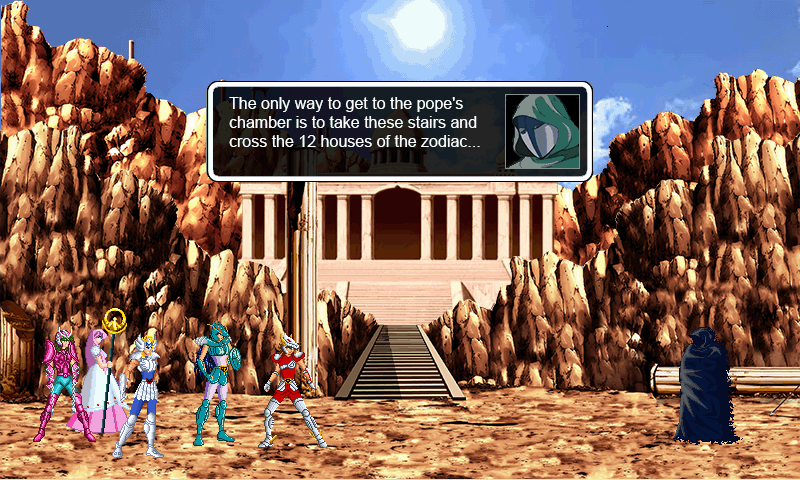 The only way to get to the pope's
chamber is to take these stairs and
cross the 12 houses of the zodiac...